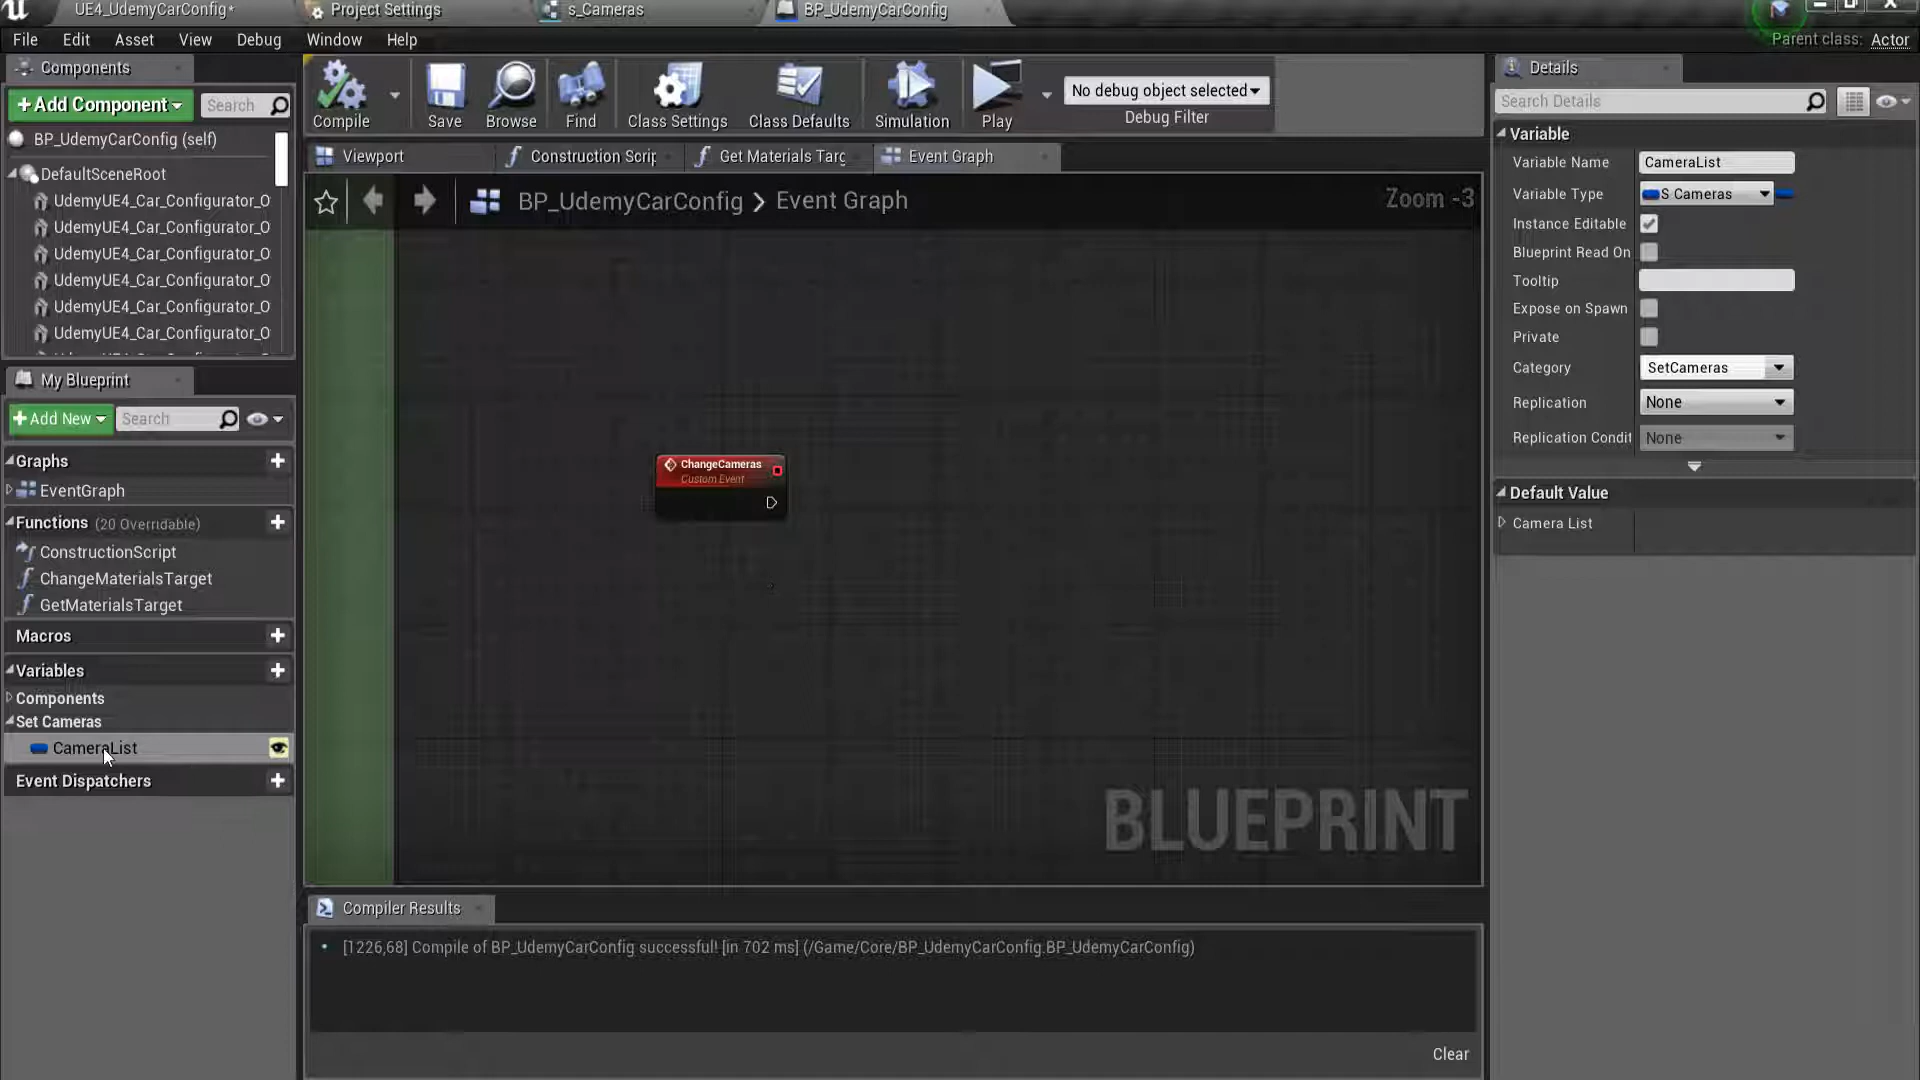 UE4_UdemyCarConfig*
Project Settings
s_Cameras
BP_UdemyCarConfig
File
Edit
Asset
View
Debug
Window
Help
Parent class: Actor
Components
+Add Component
Search
BP_UdemyCarConfig (self)
DefaultSceneRoot
UdemyUE4_Car_Configurator_O
UdemyUE4_Car_Configurator_O
UdemyUE4_Car_Configurator_O
UdemyUE4_Car_Configurator_O
UdemyUE4_Car_Configurator_O
UdemyUE4_Car_Configurator_O
My Blueprint
+Add New
Search
Graphs
EventGraph
Functions (20 Overridable)
ConstructionScript
ChangeMaterialsTarget
GetMaterialsTarget
Macros
Variables
Components
Set Cameras
CameraList
Event Dispatchers
Compile
Save
Browse
Find
Class Settings
Class Defaults
Simulation
Play
No debug object selected
Debug Filter
Viewport
Construction Scrip
Get Materials Targ
Event Graph
BP_UdemyCarConfig > Event Graph
Zoom -3
ChangeCameras
Custom Event
BLUEPRINT
Compiler Results
[1226,68] Compile of BP_UdemyCarConfig successful! [in 702 ms] (/Game/Core/BP_UdemyCarConfig.BP_UdemyCarConfig)
Clear
Details
Search Details
Variable
Variable Name
CameraList
Variable Type
S Cameras
Instance Editable
Blueprint Read On
Tooltip
Expose on Spawn
Private
Category
SetCameras
Replication
None
Replication Condit
None
Default Value
Camera List